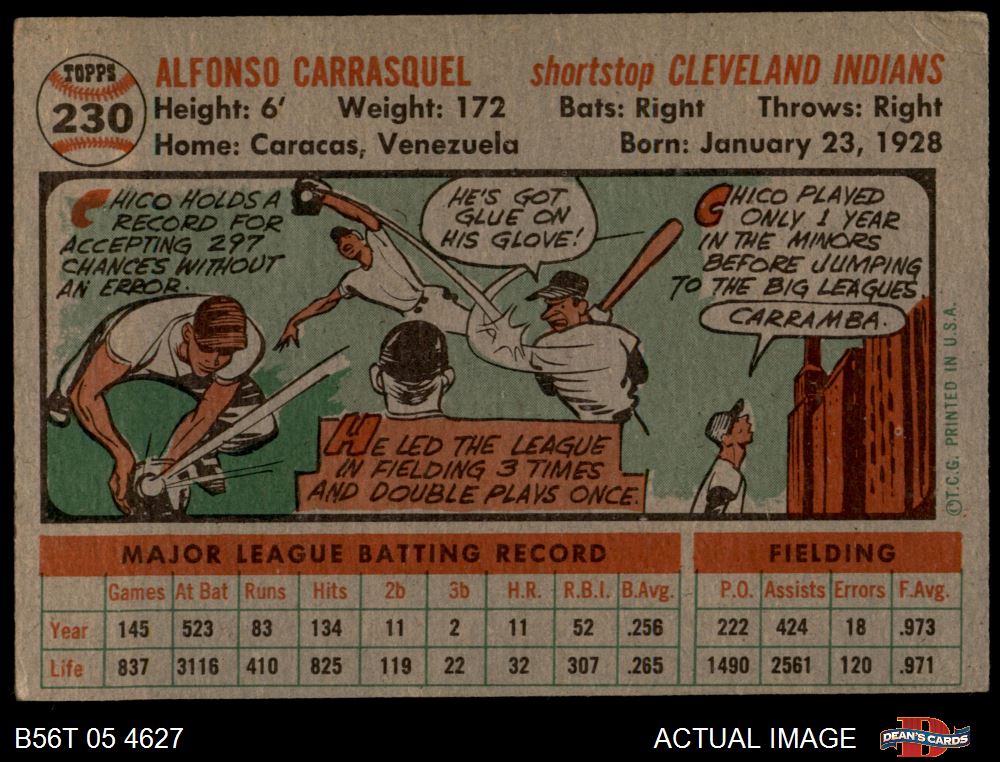 TOPPS
230
ALFONSO CARRASQUEL
shortstop CLEVELAND INDIANS
Height: 6' Weight: 172 Bats: Right Throws: Right
Home: Caracas, Venezuela Born: January 23, 1928
CHICO HOLDS A
RECORD FOR
ACCEPTING 297
CHANCES WITHOUT
AN ERROR.
HE'S GOT
GLUE ON
HIS GLOVE!
HE LED THE LEAGUE
IN FIELDING 3 TIMES
AND DOUBLE PLAYS ONCE.
CHICO PLAYED
ONLY 1 YEAR
IN THE MINORS
BEFORE JUMPING
TO THE BIG LEAGUES
CARRAMBA.
©T.C.G. PRINTED IN U.S.A.
MAJOR LEAGUE BATTING RECORD FIELDING
Games At Bat Runs Hits 2b 3b H.R. R.B.I. B.Avg. P.O. Assists Errors F.Avg.
Year 145 523 83 134 11 2 11 52 .256 222 424 18 .973
Life 837 3116 410 825 119 22 32 307 .265 1490 2561 120 .971
B56T 05 4627
ACTUAL IMAGE
DEAN'S CARDS